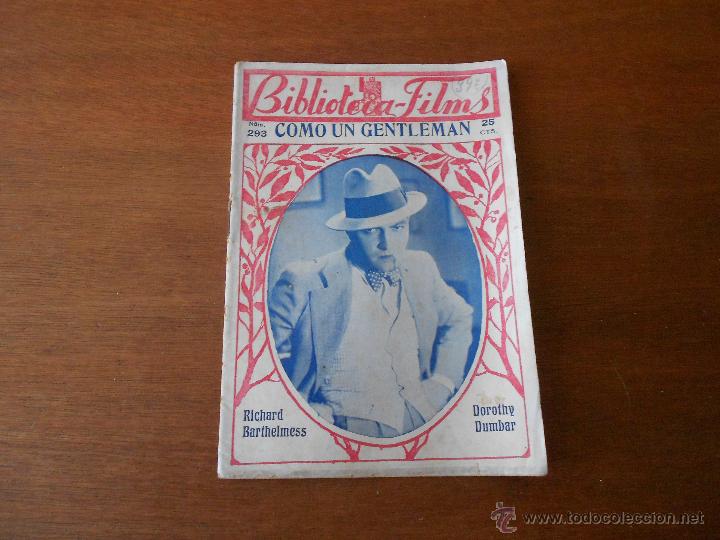 Biblioteca-Films
Núm. 293
COMO UN GENTLEMAN
25 CTS.
Richard Barthelmess
Dorothy Dumbar
© www.todocoleccion.net